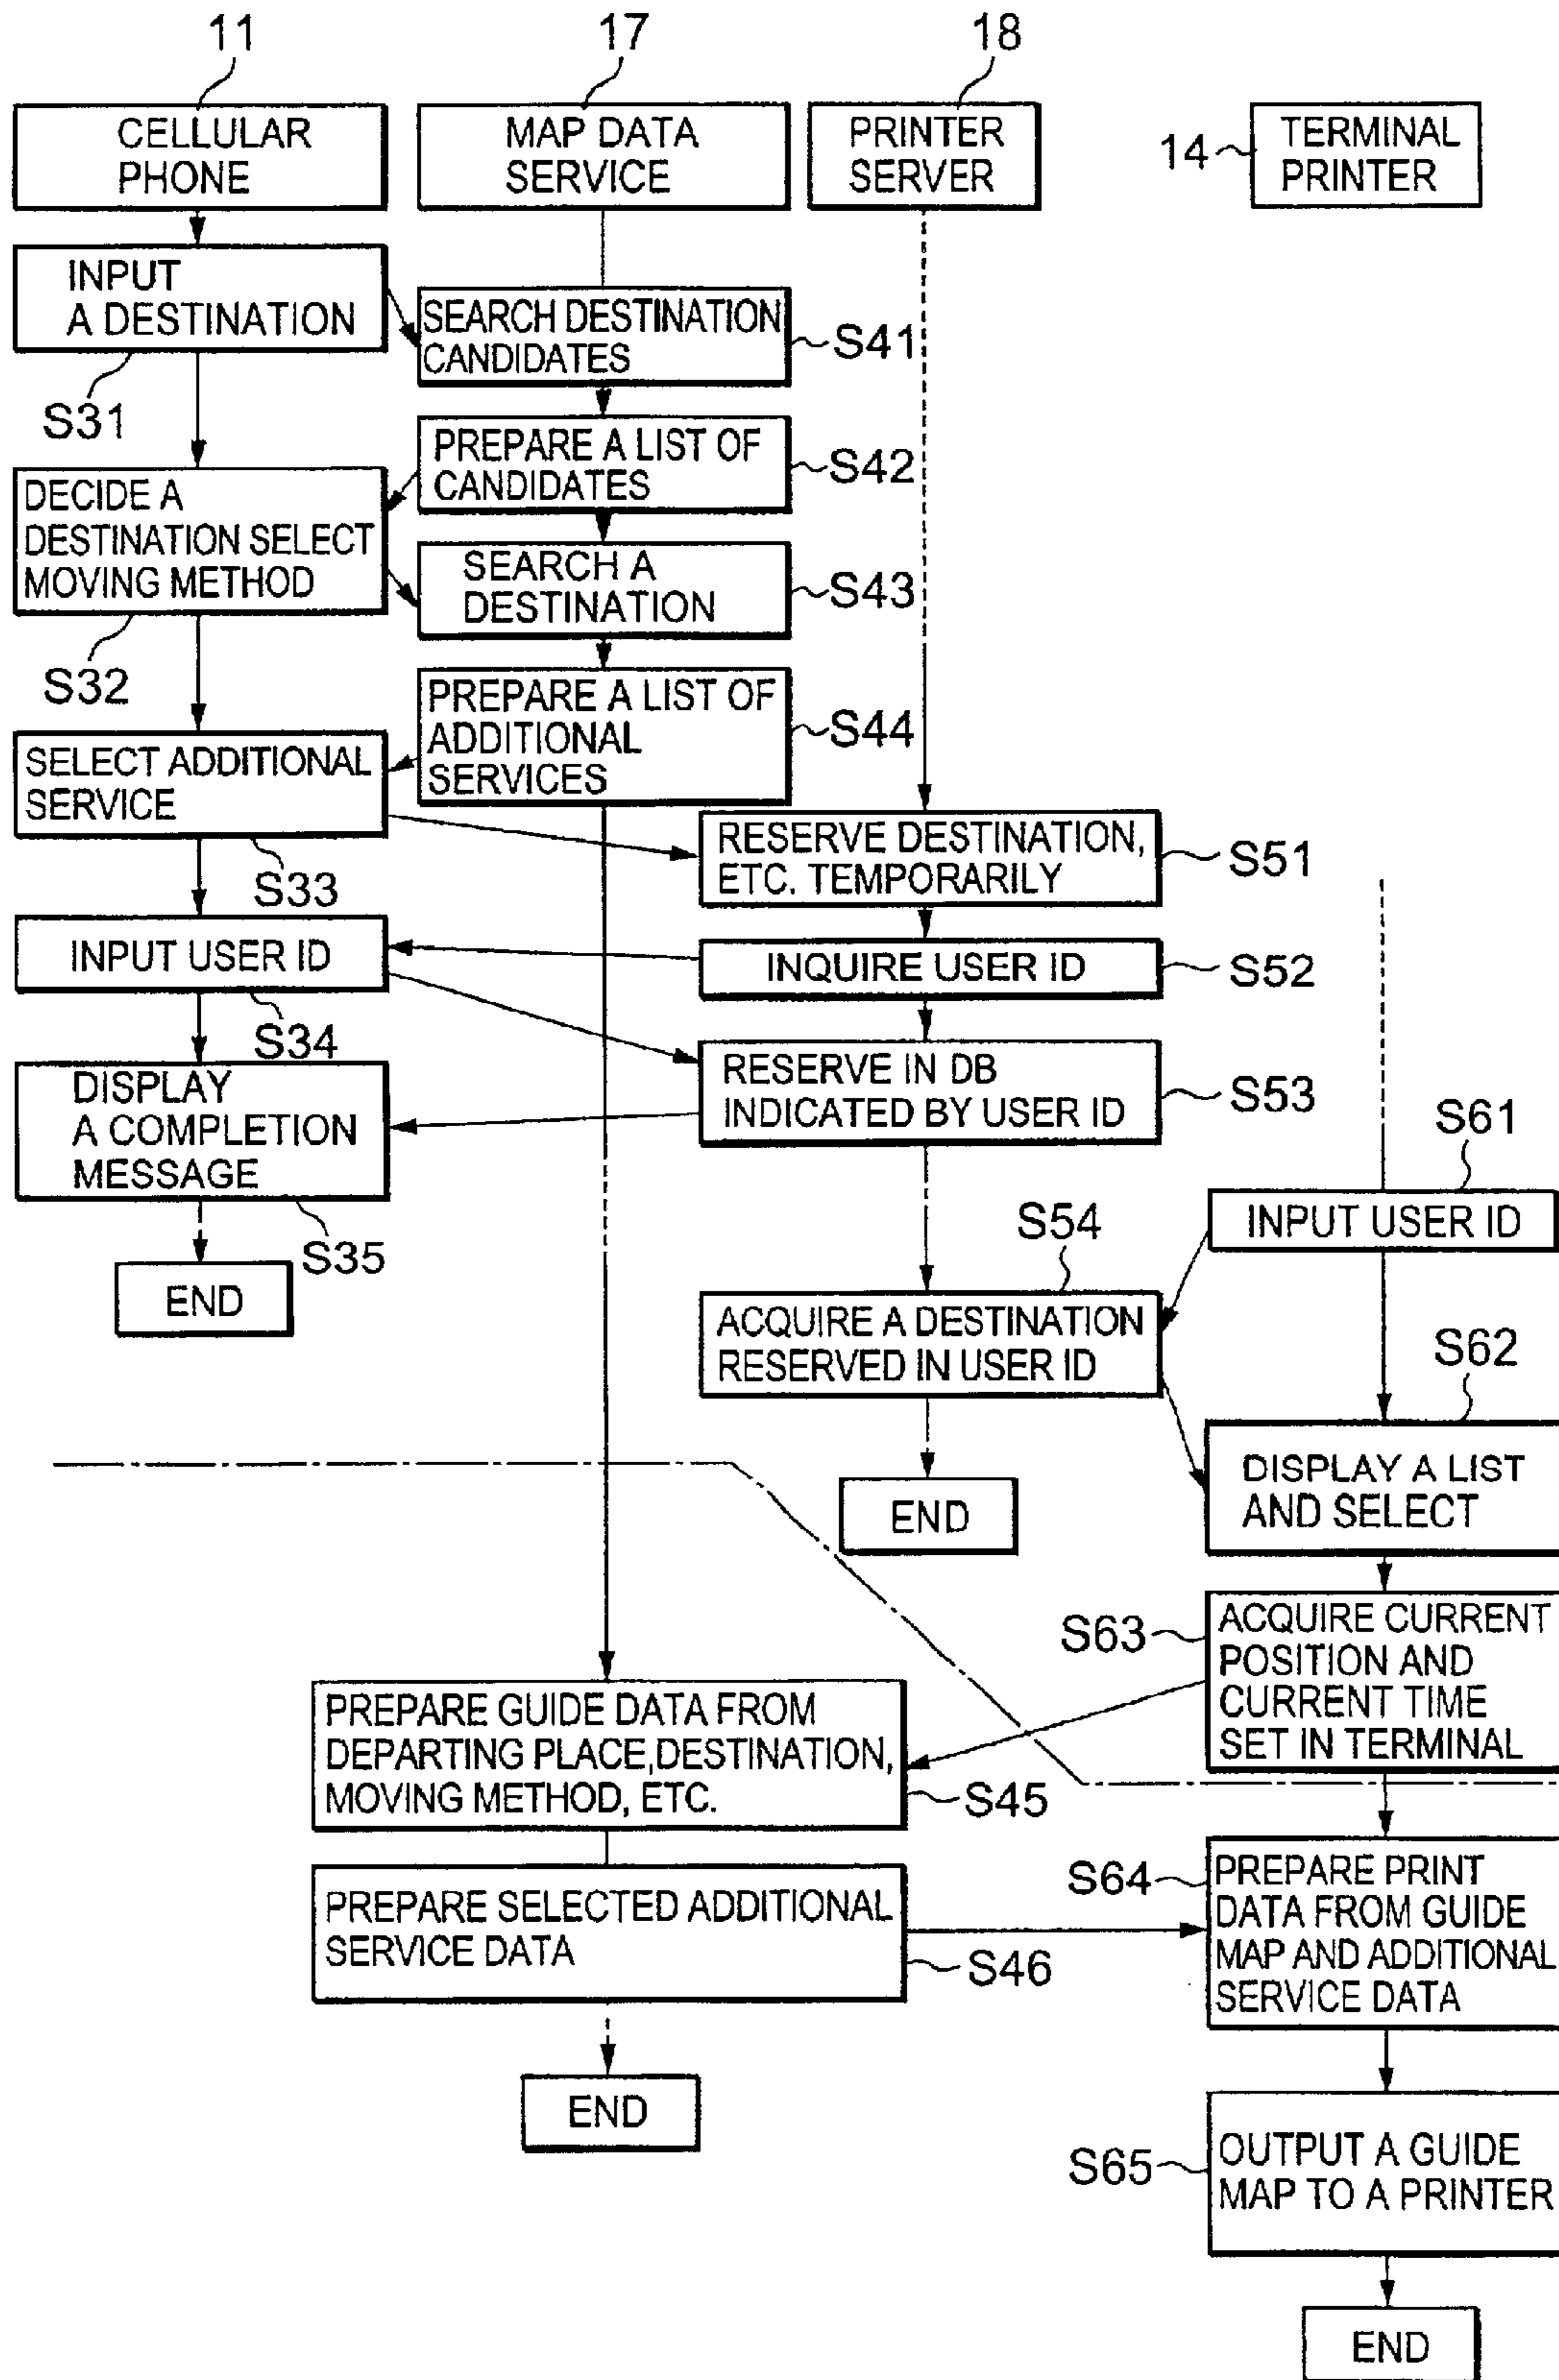 11
17
18
CELLULAR
PHONE
MAP DATA
SERVICE
PRINTER
SERVER
14
TERMINAL
PRINTER
INPUT
A DESTINATION
S31
SEARCH DESTINATION
CANDIDATES
S41
PREPARE A LIST OF
CANDIDATES
S42
DECIDE A
DESTINATION SELECT
MOVING METHOD
S32
SEARCH A
DESTINATION
S43
PREPARE A LIST OF
ADDITIONAL
SERVICES
S44
SELECT ADDITIONAL
SERVICE
S33
RESERVE DESTINATION,
ETC. TEMPORARILY
S51
INPUT USER ID
S34
INQUIRE USER ID
S52
RESERVE IN DB
INDICATED BY USER ID
S53
DISPLAY
A COMPLETION
MESSAGE
S35
END
S61
INPUT USER ID
S54
ACQUIRE A DESTINATION
RESERVED IN USER ID
END
S62
DISPLAY A LIST
AND SELECT
S63
ACQUIRE CURRENT
POSITION AND
CURRENT TIME
SET IN TERMINAL
PREPARE GUIDE DATA FROM
DEPARTING PLACE,DESTINATION,
MOVING METHOD, ETC.
S45
PREPARE SELECTED ADDITIONAL
SERVICE DATA
S46
END
S64
PREPARE PRINT
DATA FROM GUIDE
MAP AND ADDITIONAL
SERVICE DATA
S65
OUTPUT A GUIDE
MAP TO A PRINTER
END